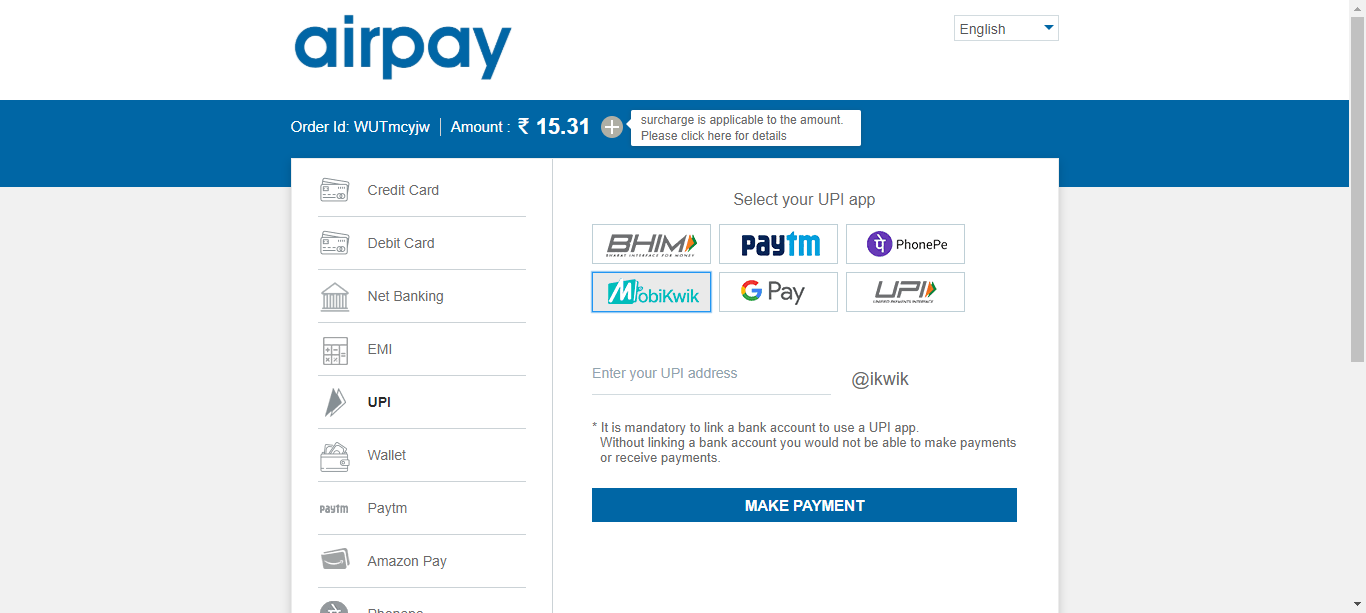 airpay
English
Order Id: WUTmcyjw
Amount : ₹ 15.31
surcharge is applicable to the amount.
Please click here for details
Credit Card
Debit Card
Net Banking
EMI
UPI
Wallet
paytm Paytm
Amazon Pay
Phonepe
Select your UPI app
BHIM
BHARAT INTERFACE FOR MONEY
paytm
PhonePe
MobiKwik
G Pay
UPI
UNIFIED PAYMENTS INTERFACE
Enter your UPI address
@ikwik
* It is mandatory to link a bank account to use a UPI app.
Without linking a bank account you would not be able to make payments
or receive payments.
MAKE PAYMENT